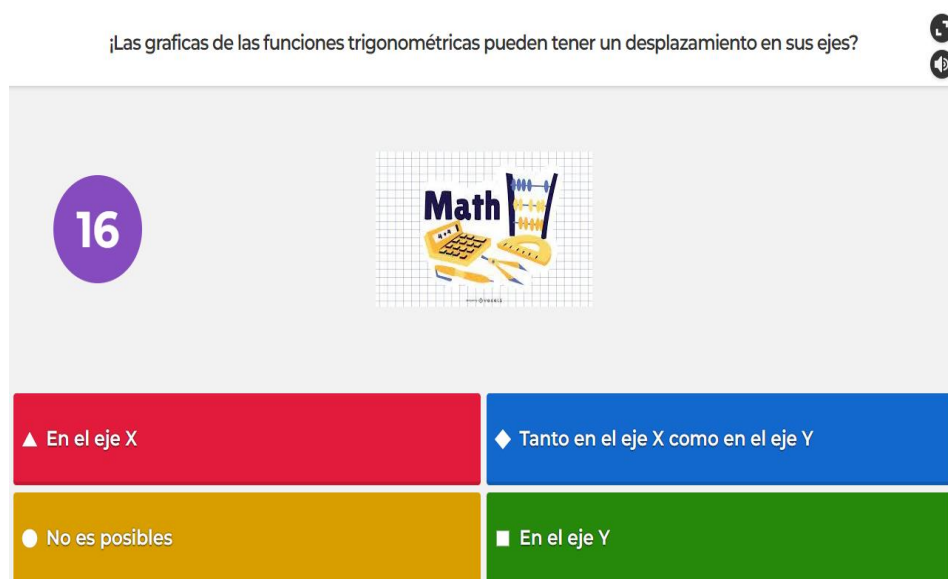 ¡Las graficas de las funciones trigonométricas pueden tener un desplazamiento en sus ejes?
16
Math
En el eje X
Tanto en el eje X como en el eje Y
No es posibles
En el eje Y